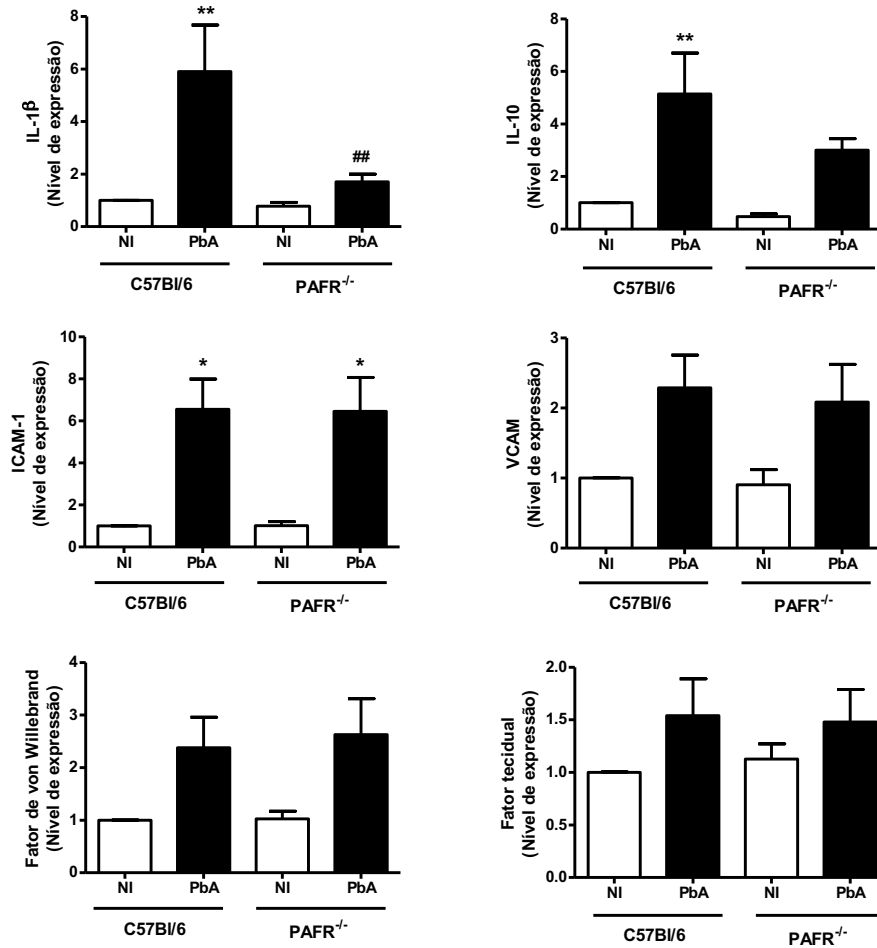 IL-1β
(Nível de expressão)
8
6
4
2
0
**
##
NI
PbA
NI
PbA
C57Bl/6
PAFR-/-
IL-10
(Nível de expressão)
8
6
4
2
0
**
NI
PbA
NI
PbA
C57Bl/6
PAFR-/-
ICAM-1
(Nível de expressão)
10
8
6
4
2
0
*
*
NI
PbA
NI
PbA
C57Bl/6
PAFR-/-
VCAM
(Nível de expressão)
3
2
1
0
NI
PbA
NI
PbA
C57Bl/6
PAFR-/-
Fator de von Willebrand
(Nível de expressão)
4
3
2
1
0
NI
PbA
NI
PbA
C57Bl/6
PAFR-/-
Fator tecidual
(Nível de expressão)
2.0
1.5
1.0
0.5
0.0
NI
PbA
NI
PbA
C57Bl/6
PAFR-/-